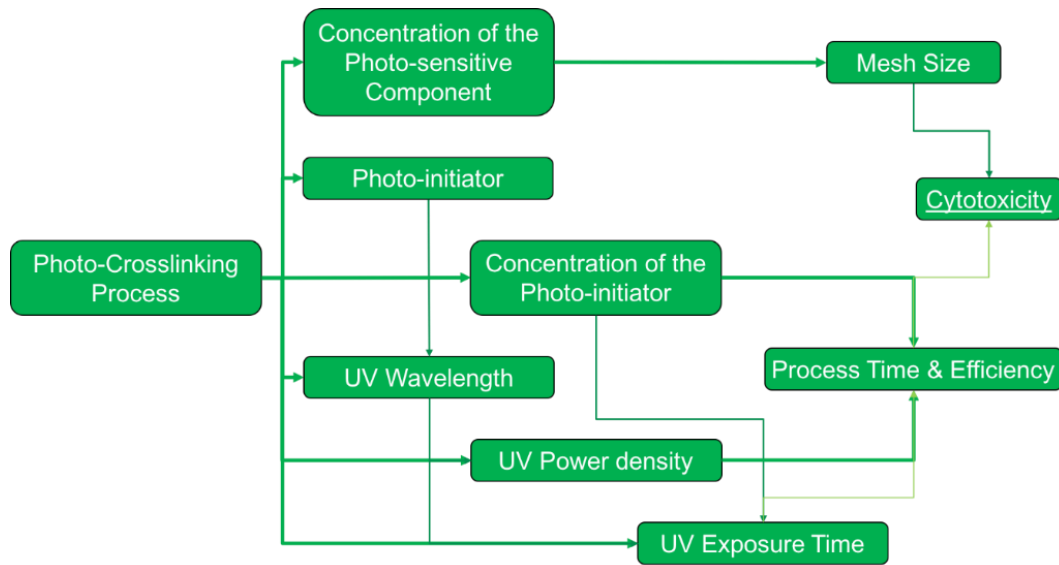 Concentration of the
Photo-sensitive
Component
Mesh Size
Photo-initiator
Cytotoxicity
Photo-Crosslinking
Process
Concentration of the
Photo-initiator
UV Wavelength
Process Time & Efficiency
UV Power density
UV Exposure Time